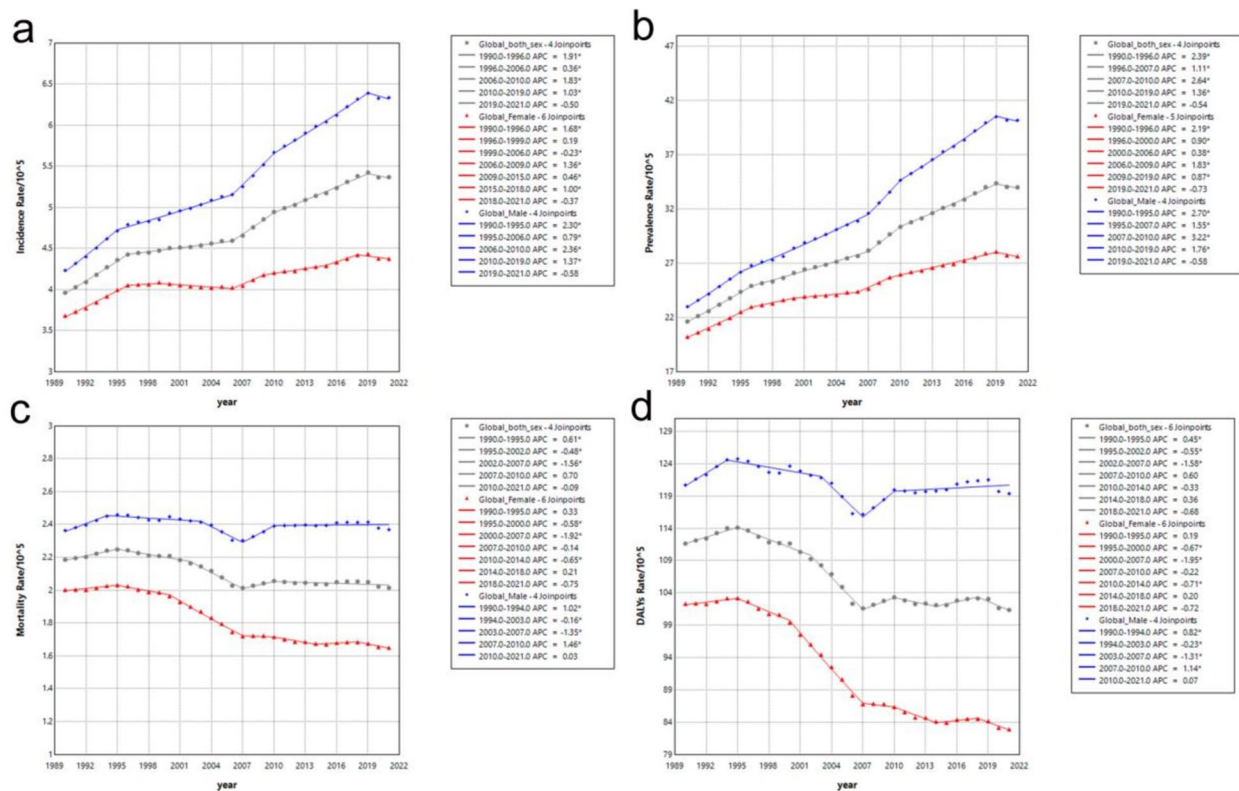 a
Incidence Rate/10^5
7
6.5
6
5.5
5
4.5
4
3.5
3
1989 1992 1995 1998 2001 2004 2007 2010 2013 2016 2019 2022
year
Global_both_sex - 4 Joinpoints
1990.0-1996.0 APC = 1.91*
1996.0-2006.0 APC = 0.36*
2006.0-2010.0 APC = 1.83*
2010.0-2019.0 APC = 1.03*
2019.0-2021.0 APC = -0.50
Global_Female - 6 Joinpoints
1990.0-1996.0 APC = 1.68*
1996.0-1999.0 APC = 0.19
1999.0-2006.0 APC = -0.23*
2006.0-2009.0 APC = 1.36*
2009.0-2015.0 APC = 0.46*
2015.0-2018.0 APC = 1.00*
2018.0-2021.0 APC = -0.37
Global_Male - 4 Joinpoints
1990.0-1995.0 APC = 2.30*
1995.0-2006.0 APC = 0.79*
2006.0-2010.0 APC = 2.36*
2010.0-2019.0 APC = 1.37*
2019.0-2021.0 APC = -0.58
b
Prevalence Rate/10^5
47
42
37
32
27
22
17
1989 1992 1995 1998 2001 2004 2007 2010 2013 2016 2019 2022
year
Global_both_sex - 4 Joinpoints
1990.0-1996.0 APC = 2.39*
1996.0-2007.0 APC = 1.11*
2007.0-2010.0 APC = 2.64*
2010.0-2019.0 APC = 1.36*
2019.0-2021.0 APC = -0.54
Global_Female - 5 Joinpoints
1990.0-1996.0 APC = 2.19*
1996.0-2000.0 APC = 0.90*
2000.0-2006.0 APC = 0.38*
2006.0-2009.0 APC = 1.83*
2009.0-2019.0 APC = 0.87*
2019.0-2021.0 APC = -0.73
Global_Male - 4 Joinpoints
1990.0-1995.0 APC = 2.70*
1995.0-2007.0 APC = 1.55*
2007.0-2010.0 APC = 3.22*
2010.0-2019.0 APC = 1.76*
2019.0-2021.0 APC = -0.58
c
Mortality Rate/10^5
3
2.8
2.6
2.4
2.2
2
1.8
1.6
1.4
1.2
1
1989 1992 1995 1998 2001 2004 2007 2010 2013 2016 2019 2022
year
Global_both_sex - 4 Joinpoints
1990.0-1995.0 APC = 0.61*
1995.0-2002.0 APC = -0.48*
2002.0-2007.0 APC = -1.56*
2007.0-2010.0 APC = 0.70
2010.0-2021.0 APC = -0.09
Global_Female - 6 Joinpoints
1990.0-1995.0 APC = 0.33
1995.0-2000.0 APC = -0.58*
2000.0-2007.0 APC = -1.92*
2007.0-2010.0 APC = -0.14
2010.0-2014.0 APC = -0.65*
2014.0-2018.0 APC = 0.21
2018.0-2021.0 APC = -0.75
Global_Male - 4 Joinpoints
1990.0-1994.0 APC = 1.02*
1994.0-2003.0 APC = -0.16*
2003.0-2007.0 APC = -1.35*
2007.0-2010.0 APC = 1.46*
2010.0-2021.0 APC = 0.03
d
DALYs Rate/10^5
129
124
119
114
109
104
99
94
89
84
79
1989 1992 1995 1998 2001 2004 2007 2010 2013 2016 2019 2022
year
Global_both_sex - 6 Joinpoints
1990.0-1995.0 APC = 0.45*
1995.0-2002.0 APC = -0.55*
2002.0-2007.0 APC = -1.58*
2007.0-2010.0 APC = 0.60
2010.0-2014.0 APC = -0.33
2014.0-2018.0 APC = 0.36
2018.0-2021.0 APC = -0.68
Global_Female - 6 Joinpoints
1990.0-1995.0 APC = 0.19
1995.0-2000.0 APC = -0.67*
2000.0-2007.0 APC = -1.95*
2007.0-2010.0 APC = -0.22
2010.0-2014.0 APC = -0.71*
2014.0-2018.0 APC = 0.20
2018.0-2021.0 APC = -0.72
Global_Male - 4 Joinpoints
1990.0-1994.0 APC = 0.82*
1994.0-2003.0 APC = -0.23*
2003.0-2007.0 APC = -1.31*
2007.0-2010.0 APC = 1.14*
2010.0-2021.0 APC = 0.07